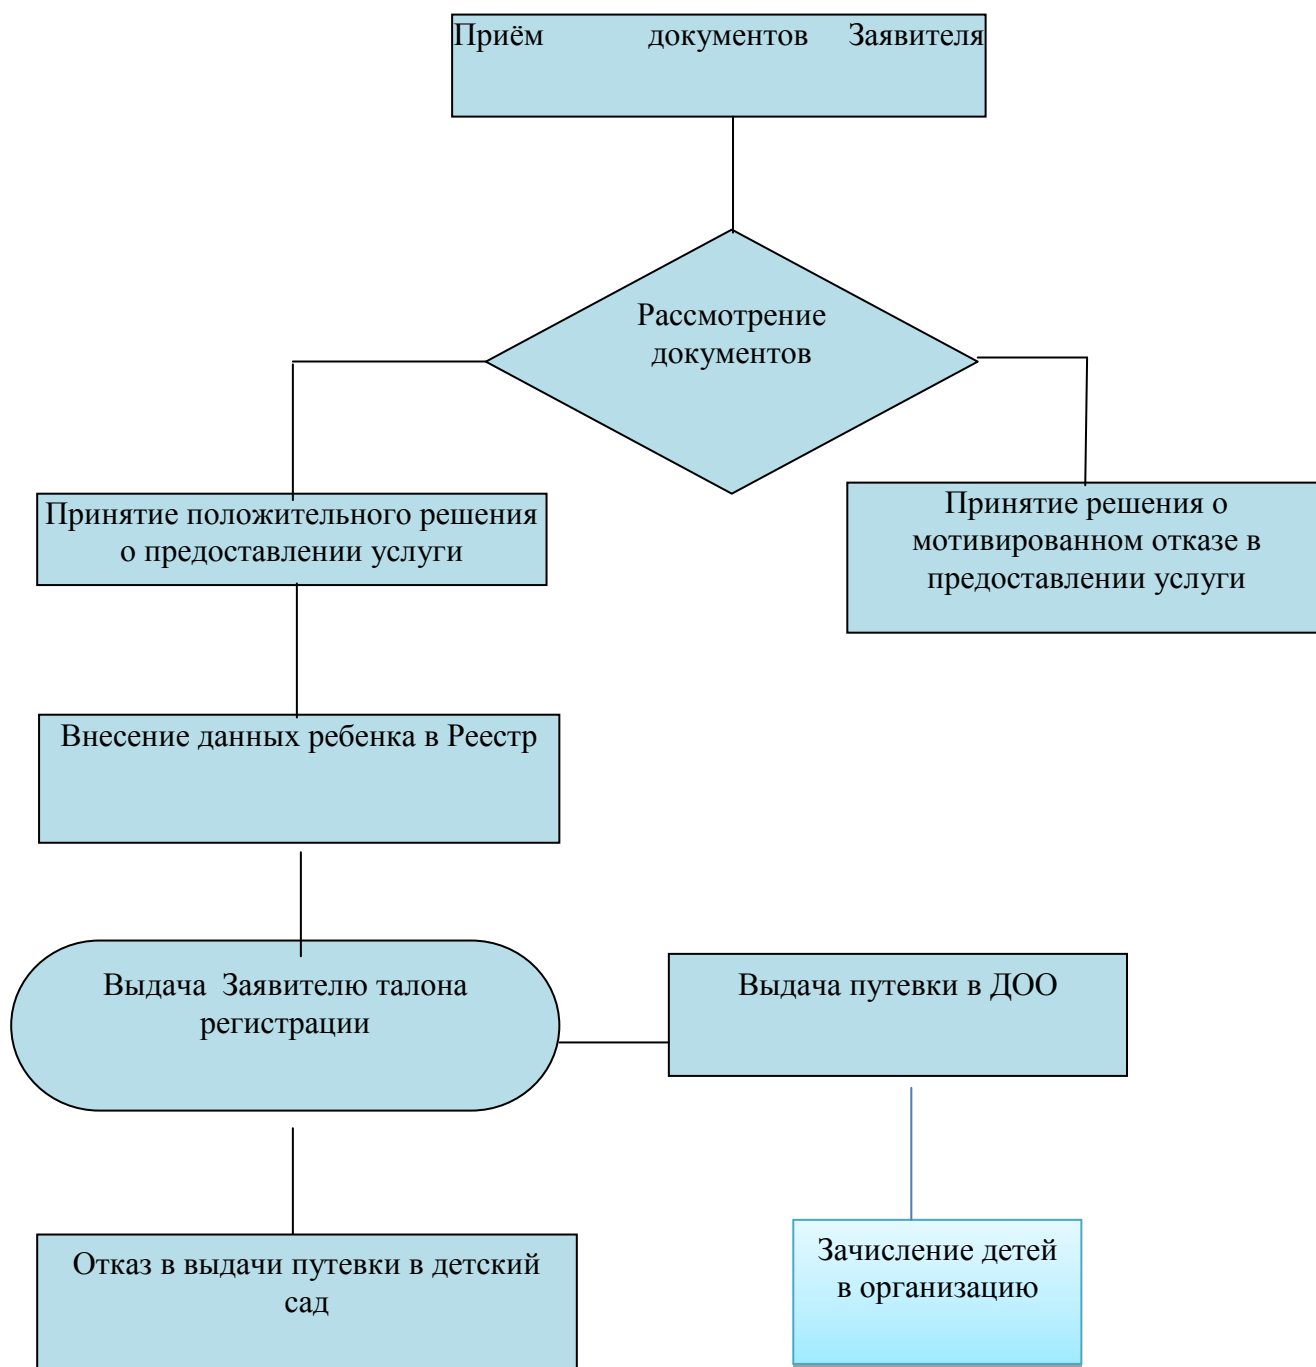 Приём документов Заявителя
Рассмотрение
документов
Принятие положительного решения
о предоставлении услуги
Принятие решения о
мотивированном отказе в
предоставлении услуги
Внесение данных ребенка в Реестр
Выдача Заявителю талона
регистрации
Выдача путевки в ДОО
Отказ в выдачи путевки в детский
сад
Зачисление детей
в организацию